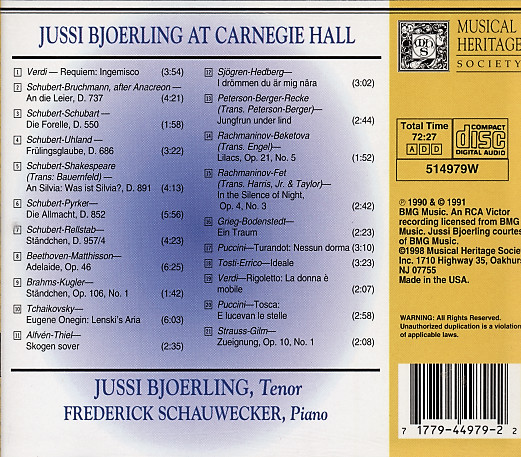 JUSSI BJOERLING AT CARNEGIE HALL
1 Verdi — Requiem: Ingemisco (3:54)
2 Schubert-Bruchmann, after Anacreon —
An die Leier, D. 737 (4:21)
3 Schubert-Schubart —
Die Forelle, D. 550 (1:58)
4 Schubert-Uhland —
Frülingsglaube, D. 686 (3:22)
5 Schubert-Shakespeare
(Trans: Bauernfeld) —
An Silvia: Was ist Silvia?, D. 891 (4:13)
6 Schubert-Pyrker —
Die Allmacht, D. 852 (5:56)
7 Schubert-Rellstab —
Ständchen, D. 957/4 (4:23)
8 Beethoven-Matthisson —
Adelaide, Op. 46 (6:25)
9 Brahms-Kugler —
Ständchen, Op. 106, No. 1 (1:42)
10 Tchaikovsky —
Eugene Onegin: Lenski's Aria (6:03)
11 Alfvén-Thiel —
Skogen sover (2:35)
12 Sjögren-Hedberg —
I drömmen du är mig nära (3:02)
13 Peterson-Berger-Recke
(Trans. Peterson-Berger) —
Jungfrun under lind (2:44)
14 Rachmaninov-Beketova
(Trans. Engel) —
Lilacs, Op. 21, No. 5 (1:52)
15 Rachmaninov-Fet
(Trans. Harris, Jr. & Taylor) —
In the Silence of Night,
Op. 4, No. 3 (2:42)
16 Grieg-Bodenstedt —
Ein Traum (2:23)
17 Puccini — Turandot: Nessun dorma (3:10)
18 Tosti-Errico — Ideale (3:23)
19 Verdi — Rigoletto: La donna è
mobile (2:07)
20 Puccini — Tosca:
E lucevan le stelle (2:58)
21 Strauss-Gilm —
Zueignung, Op. 10, No. 1 (2:08)
JUSSI BJOERLING, Tenor
FREDERICK SCHAUWECKER, Piano
MUSICAL
HERITAGE
SOCIETY
Total Time
72:27
A D D
COMPACT
disc
DIGITAL AUDIO
514979W
℗ 1990 & ©1991
BMG Music. An RCA Victor
recording licensed from BMG
Music. Jussi Bjoerling courtes
of BMG Music.
©1998 Musical Heritage Socie
Inc. 1710 Highway 35, Oakhurs
NJ 07755
Made in the USA.
WARNING: All Rights Reserved.
Unauthorized duplication is a violation
of applicable laws.
7 1779-44979-2 2